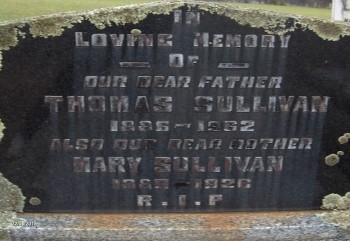 IN
LOVING MEMORY
OF
OUR DEAR FATHER
THOMAS SULLIVAN
1886-1962
ALSO OUR DEAR MOTHER
MARY SULLIVAN
R.I.P